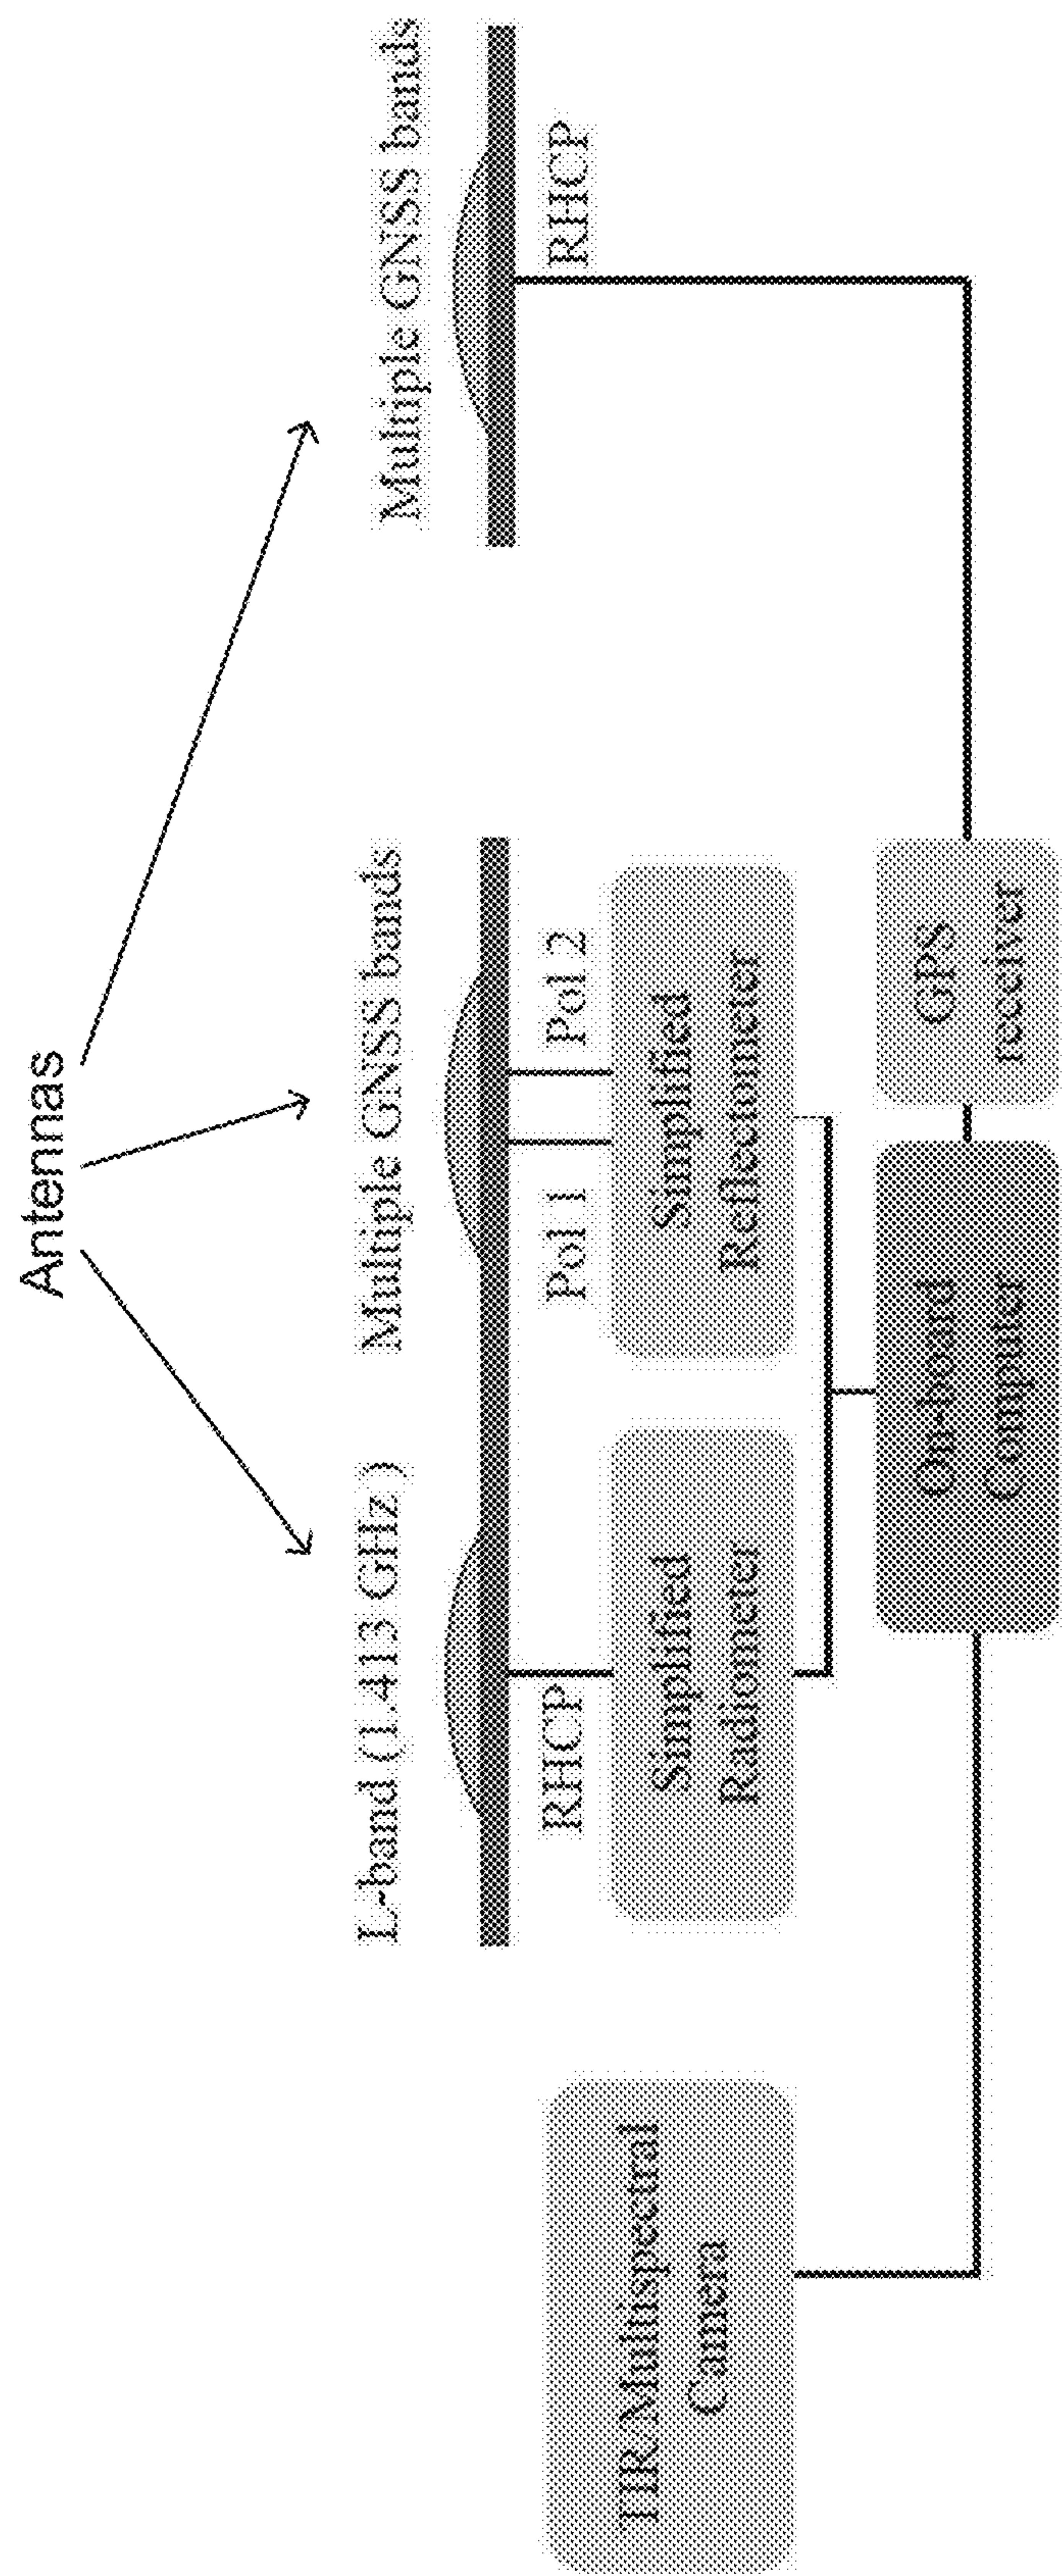 Antennas
L-band (1.413 GHz)
Multiple GNSS bands
Multiple GNSS bands
RHCP
Pol 1
Pol 2
RHCP
TIR/Multispectral
Camera
Simplified
Radiometer
Simplified
Reflectometer
On-board
Computer
GPS
receiver